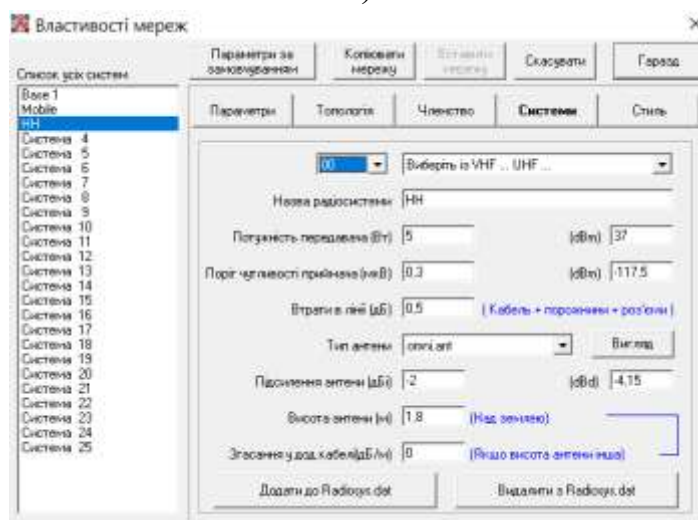 Властивості мереж
Параметри за замовчуванням
Копіювати мережу
Вставити мережу
Скасувати
Гаразд
Список усіх систем
Base 1
Mobile
HH
Система 4
Система 5
Система 6
Система 7
Система 8
Система 9
Система 10
Система 11
Система 12
Система 13
Система 14
Система 15
Система 16
Система 17
Система 18
Система 19
Система 20
Система 21
Система 22
Система 23
Система 24
Система 25
Параметри Топологія Членство Системи Стиль
00 Виберіть із VHF ... UHF ...
Назва радіосистеми HH
Потужність передавача (Вт) 5 (dBm) 37
Поріг чутливості приймача (мкВ) 0,3 (dBm) -117,5
Втрати в лінії (дБ) 0,5 ( Кабель + порожнини + роз'єми )
Тип антени omni.ant Вигляд
Підсилення антени (дБі) -2 (dBd) -4,15
Висота антени (м) 1,8 (Над землею)
Згасання у дод.кабелі(дБ/м) 0 (Якщо висота антени інша)
Додати до Radiosys.dat Видалити з Radiosys.dat